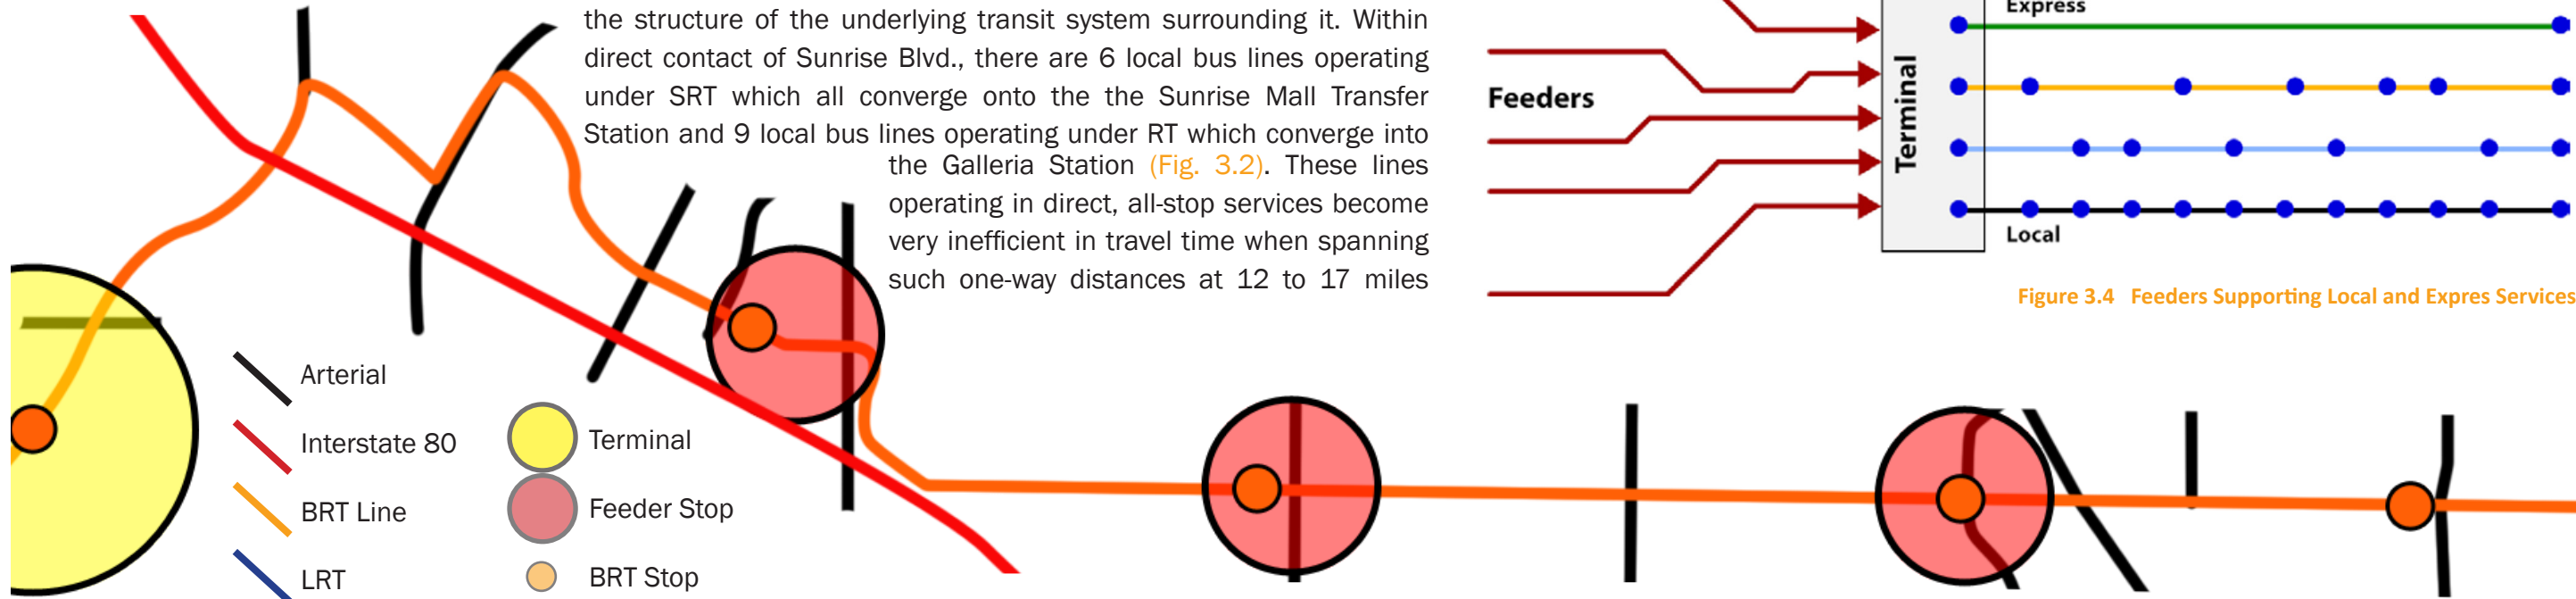 the structure of the underlying transit system surrounding it. Within
direct contact of Sunrise Blvd., there are 6 local bus lines operating
under SRT which all converge onto the the Sunrise Mall Transfer
Station and 9 local bus lines operating under RT which converge into
the Galleria Station (Fig. 3.2). These lines
operating in direct, all-stop services become
very inefficient in travel time when spanning
such one-way distances at 12 to 17 miles
Express
Feeders
Terminal
Local
Figure 3.4 Feeders Supporting Local and Expres Services
Arterial
Interstate 80
BRT Line
LRT
Terminal
Feeder Stop
BRT Stop